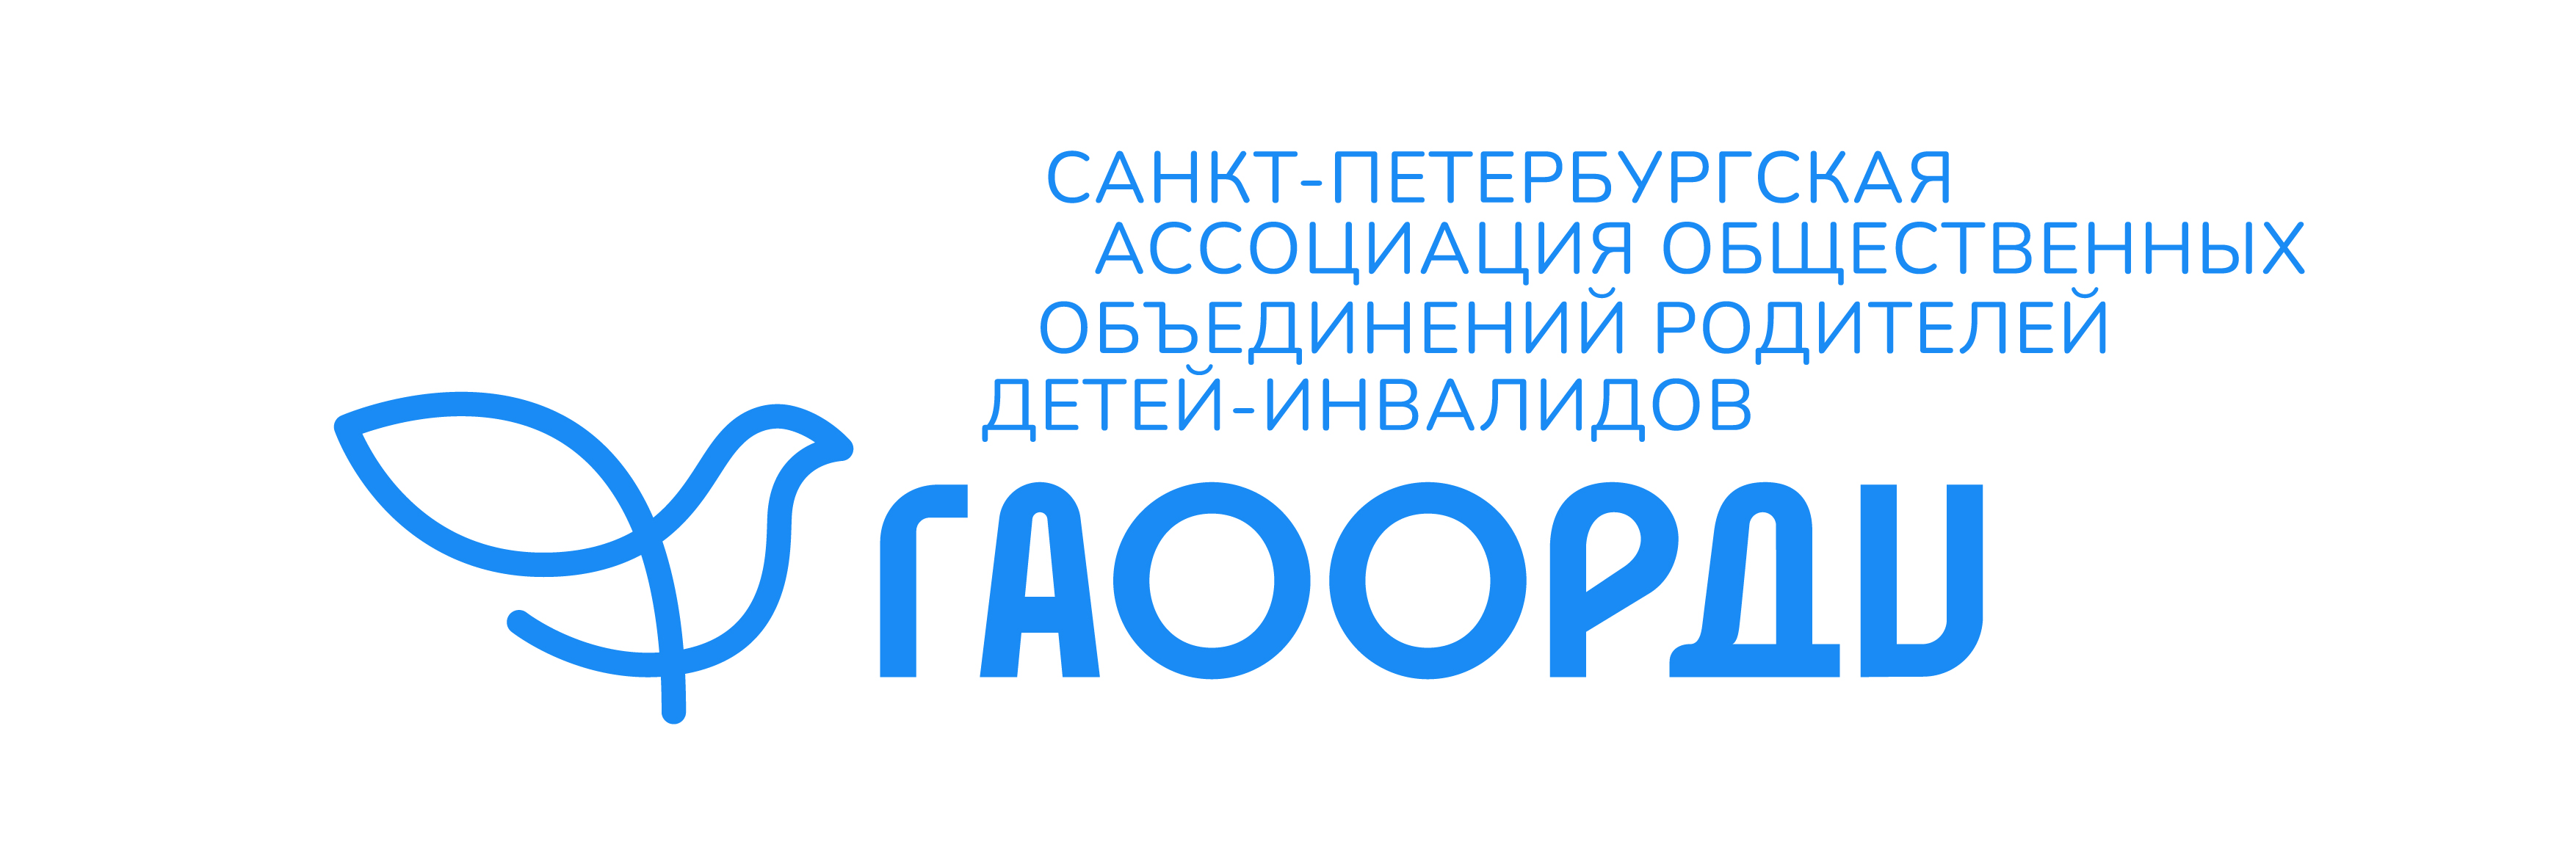 САНКТ-ПЕТЕРБУРГСКАЯ
АССОЦИАЦИЯ ОБЩЕСТВЕННЫХ
ОБЪЕДИНЕНИЙ РОДИТЕЛЕЙ
ДЕТЕЙ-ИНВАЛИДОВ
ГАООРДИ